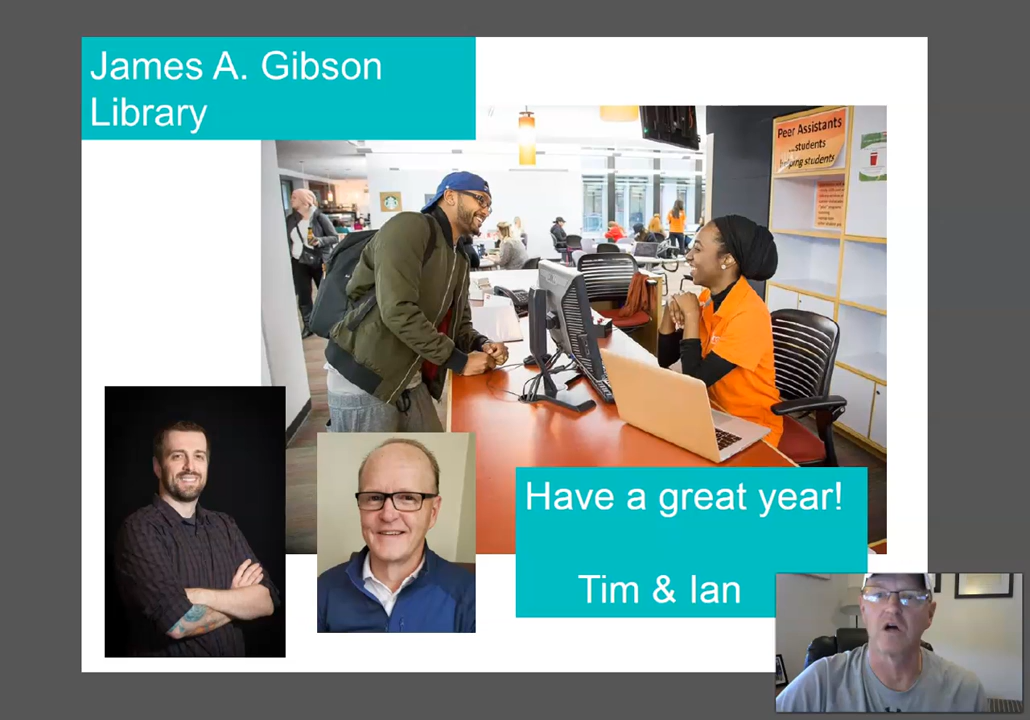 James A. Gibson
Library
Peer Assistants
...students
helping students
Have a great year!
Tim & Ian